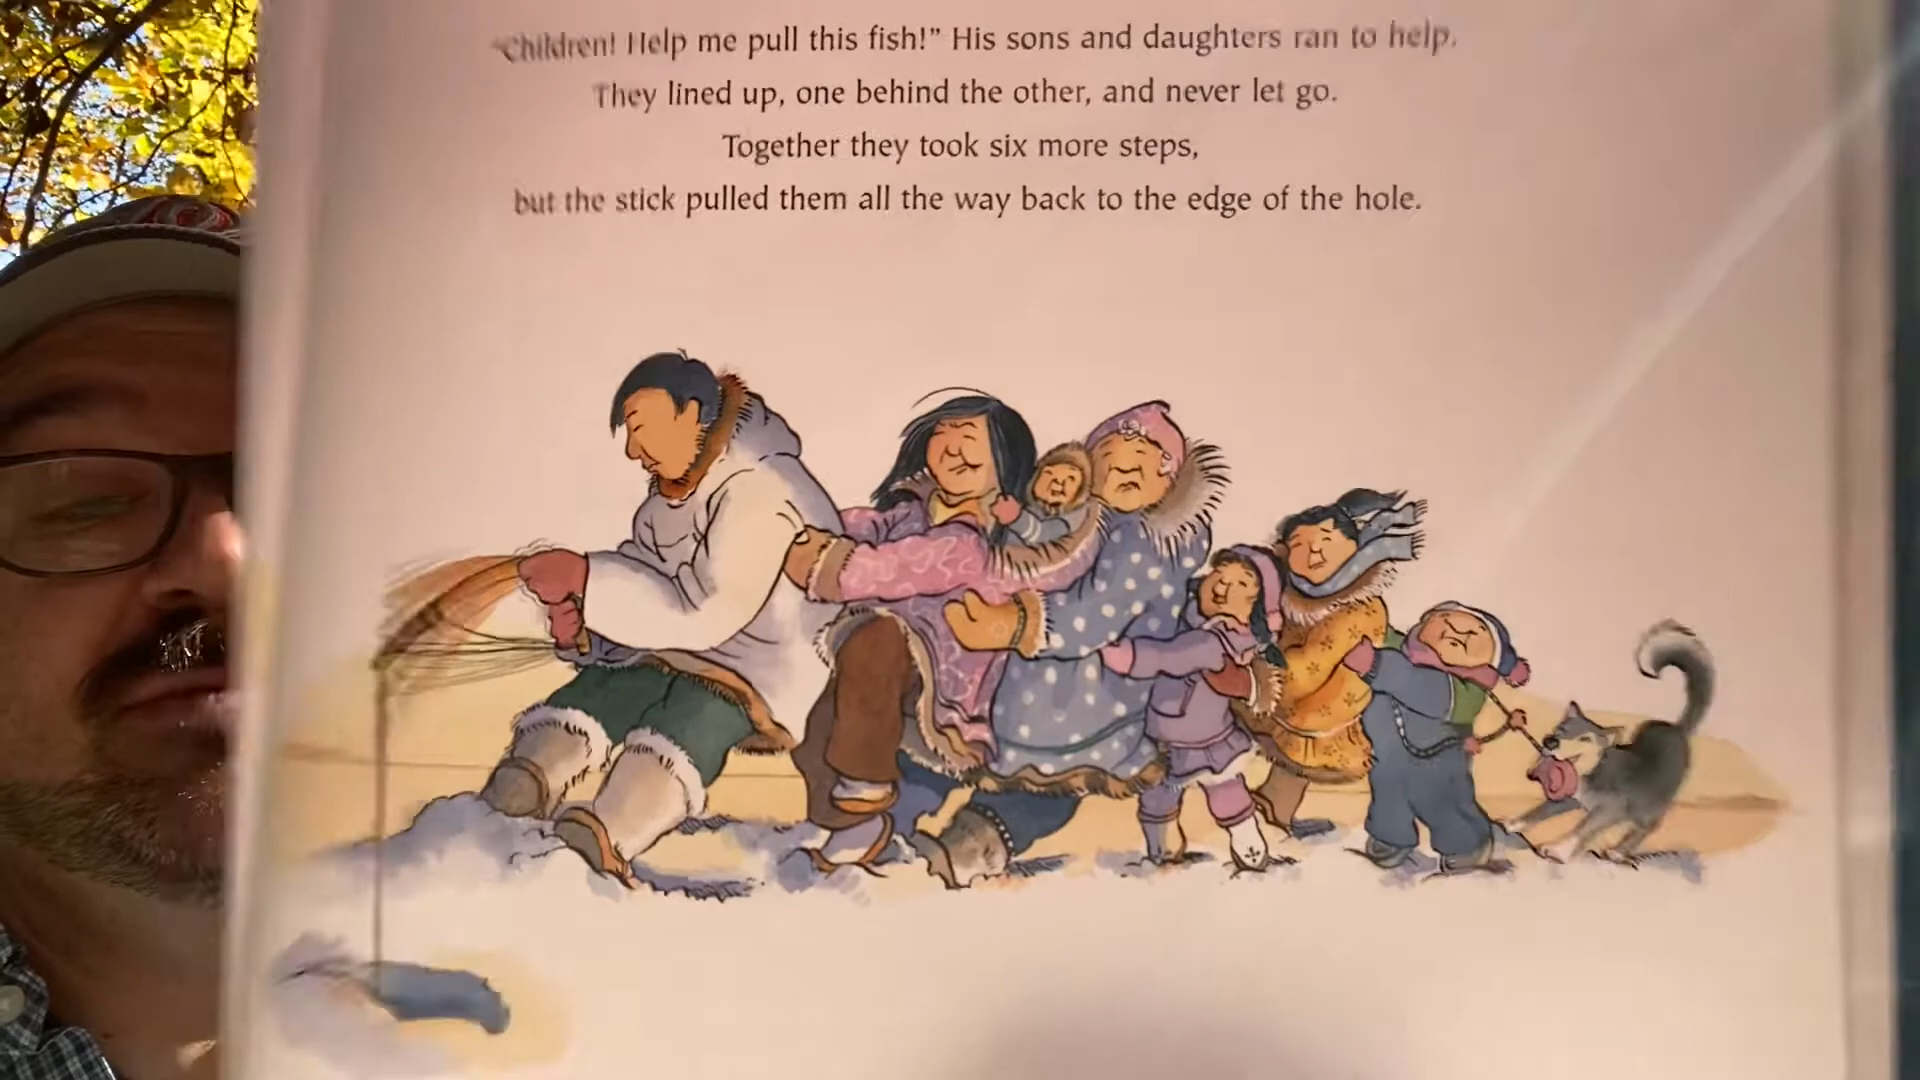 "Children! Help me pull this fish!" His sons and daughters ran to help.
They lined up, one behind the other, and never let go.
Together they took six more steps,
but the stick pulled them all the way back to the edge of the hole.